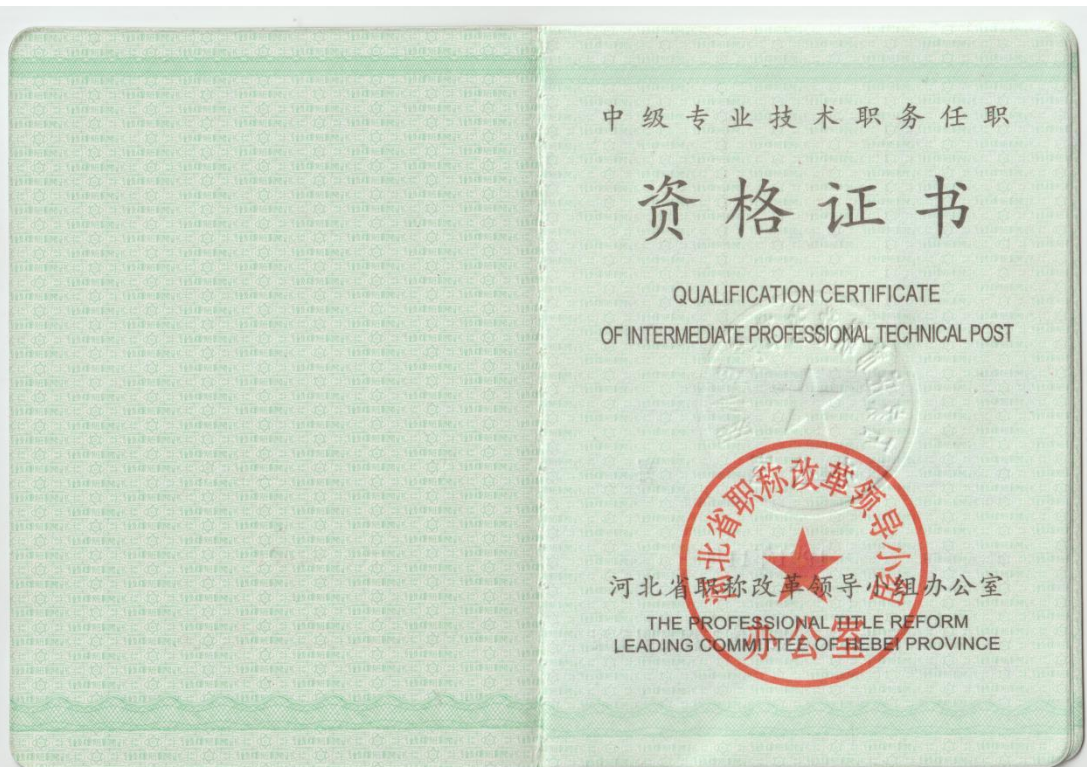 中级专业技术职务任职
资格证书
QUALIFICATION CERTIFICATE
OF INTERMEDIATE PROFESSIONAL TECHNICAL POST
河北省职称改革领导小组
办公室
河北省职称改革领导小组办公室
THE PROFESSIONAL TITLE REFORM
LEADING COMMITTEE OF HEBEI PROVINCE